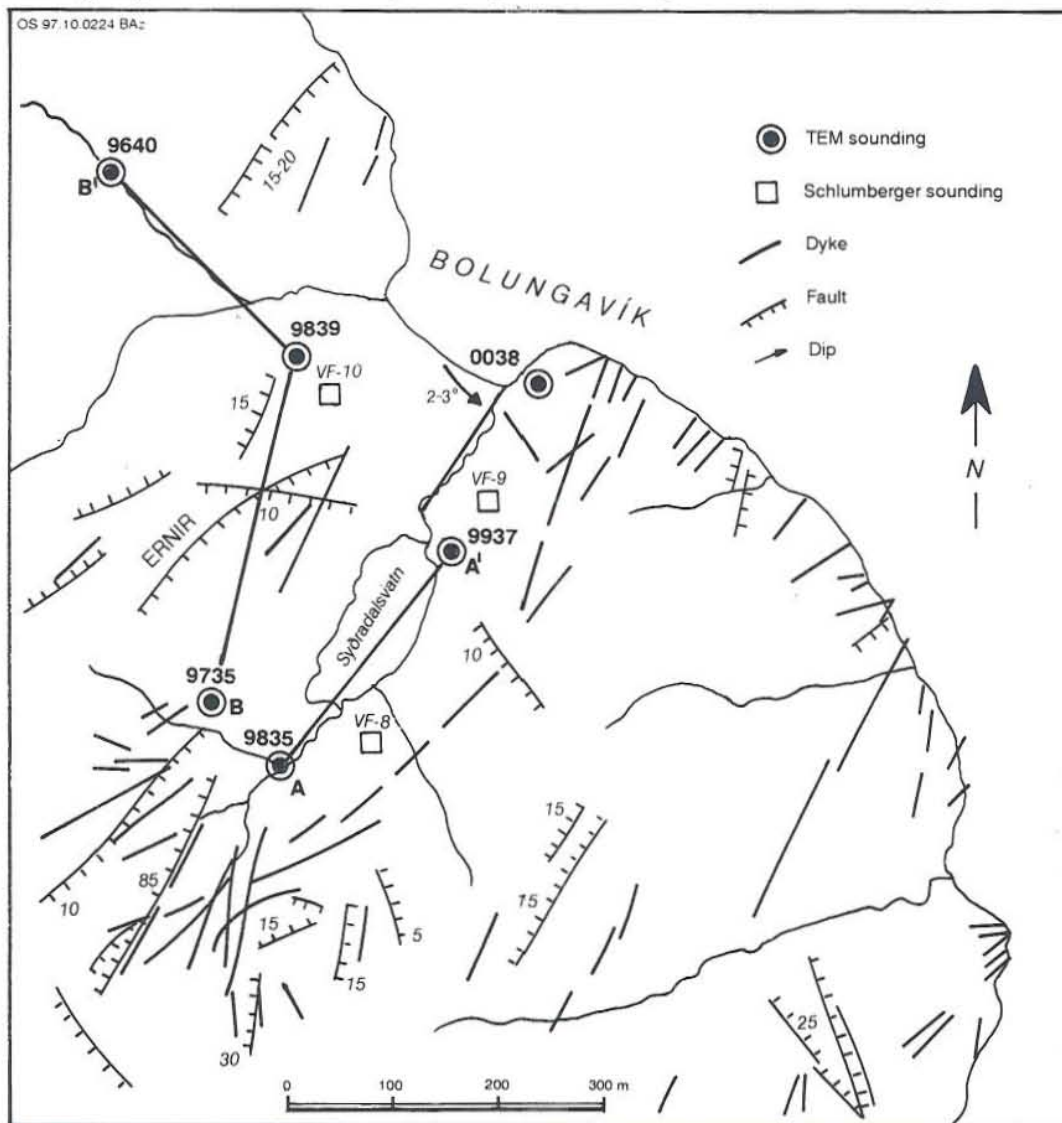 OS 97.10.0224 BAz
9640
B'
15-20
TEM sounding
Schlumberger sounding
Dyke
Fault
Dip
BOLUNGAVÍK
9839
VF-10
15
0038
2-3°
N
VF-9
10
ERNIR
9937
A'
Syðradalsvatn
10
9735
B
VF-8
9835
A
15
85
10
15
15
5
15
25
30
0 100 200 300 m